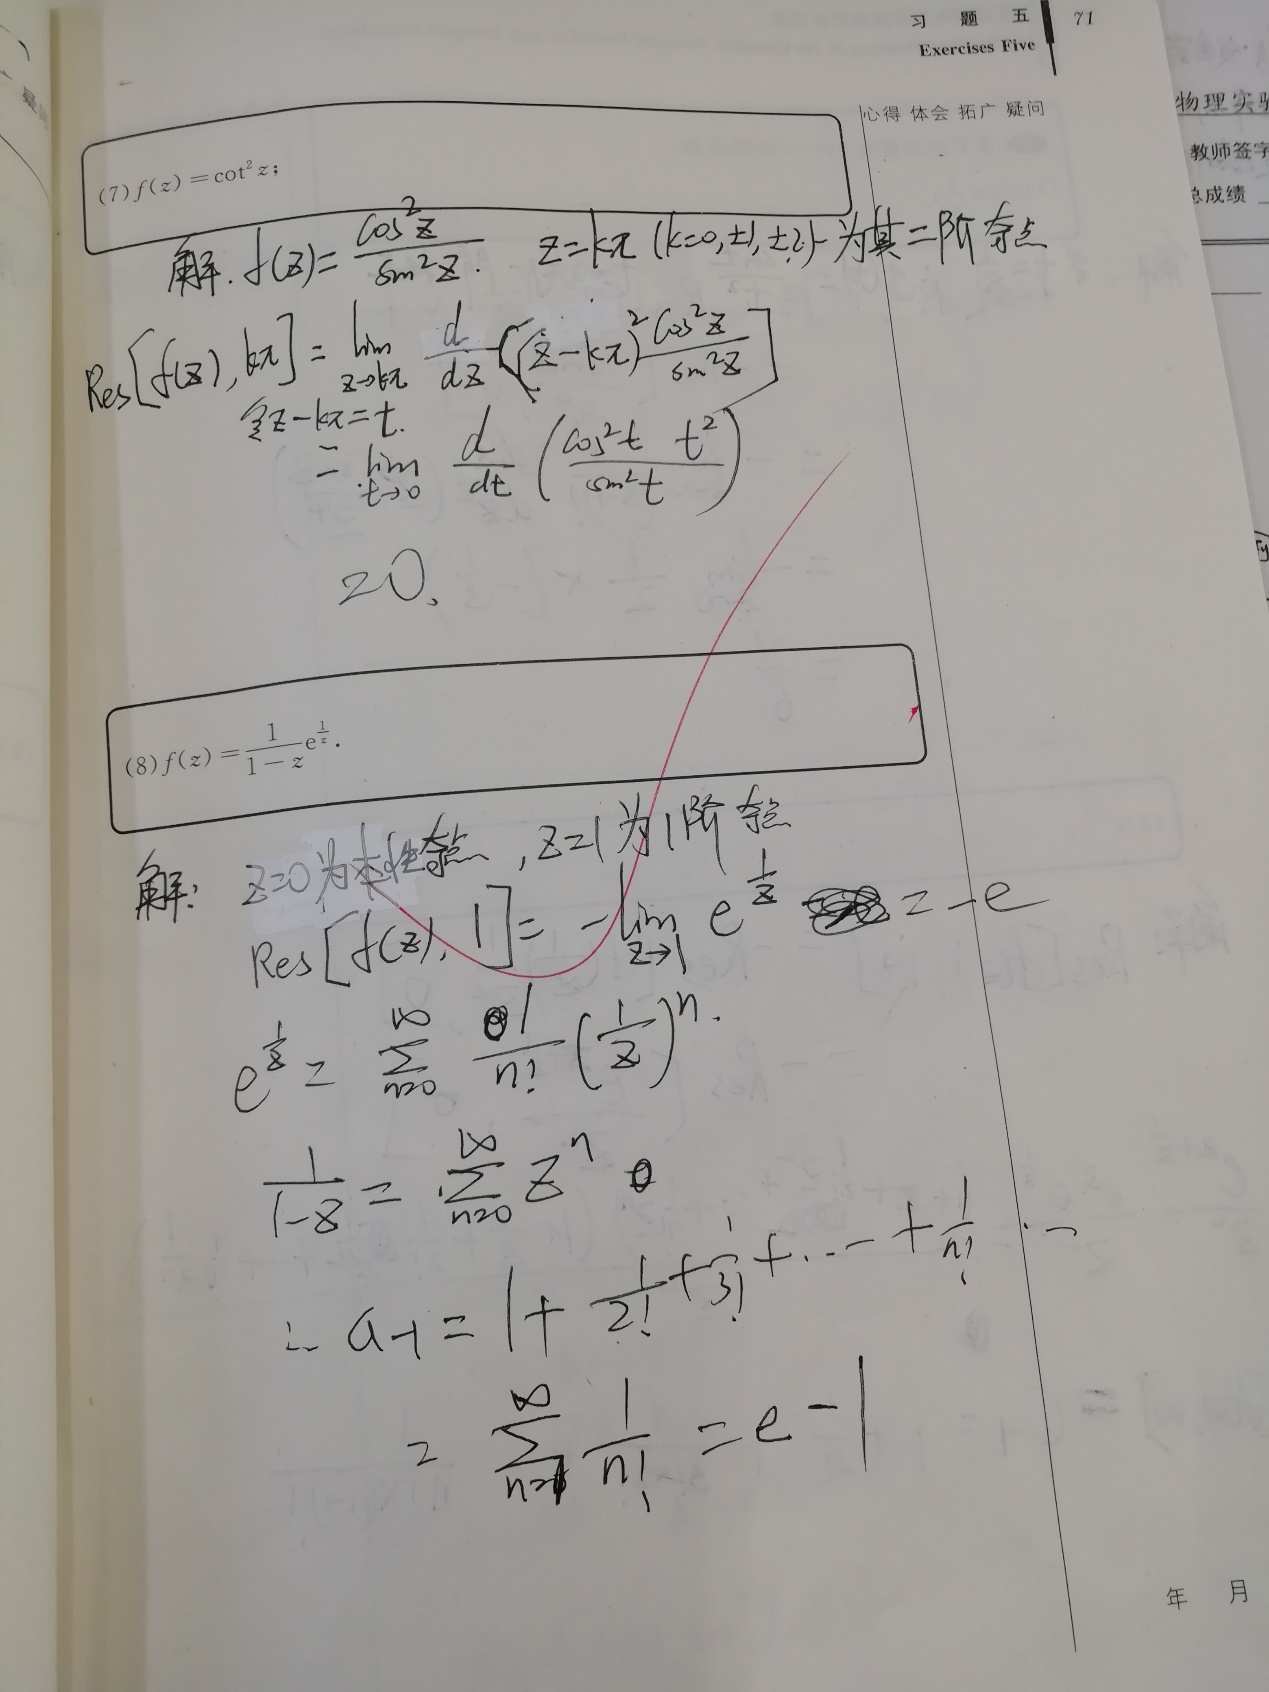 习 题 五 71
Exercises Five
心得 体会 拓广 疑问
物理实验
教师签字
总成绩
(7) f(z) = cot² z;
解. f(z) = cos²z / sin²z. z=kπ (k=0,±1,±2,…) 为其二阶奇点
Res[f(z), kπ] = lim z→kπ d/dz [(z-kπ)² cos²z / sin²z]
令z-kπ=t.
= lim t→0 d/dt (cos²t t² / sin²t)
=0.
(8) f(z) = 1/(1-z) e^(1/z).
解: z=0为本性奇点, z=1为1阶奇点
Res[f(z), 1] = -lim z→1 e^(1/z) = -e
e^(1/z) = ∑ n=0 ∞ 1/n! (1/z)^n.
1/(1-z) = ∑ n=0 ∞ z^n
∴ a-1 = 1 + 1/2! + 1/3! + … + 1/n! …
= ∑ n=1 ∞ 1/n! = e-1
年 月